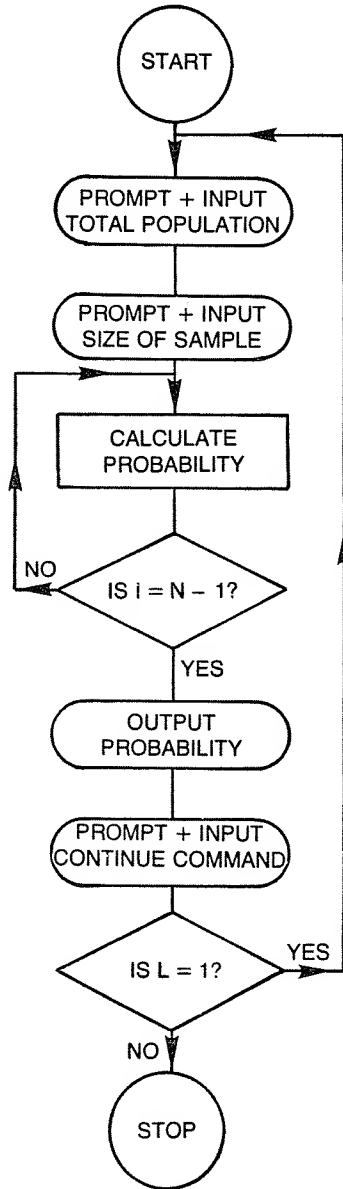 START
PROMPT + INPUT
TOTAL POPULATION
PROMPT + INPUT
SIZE OF SAMPLE
CALCULATE
PROBABILITY
NO
IS i = N – 1?
YES
OUTPUT
PROBABILITY
PROMPT + INPUT
CONTINUE COMMAND
IS L = 1?
YES
NO
STOP